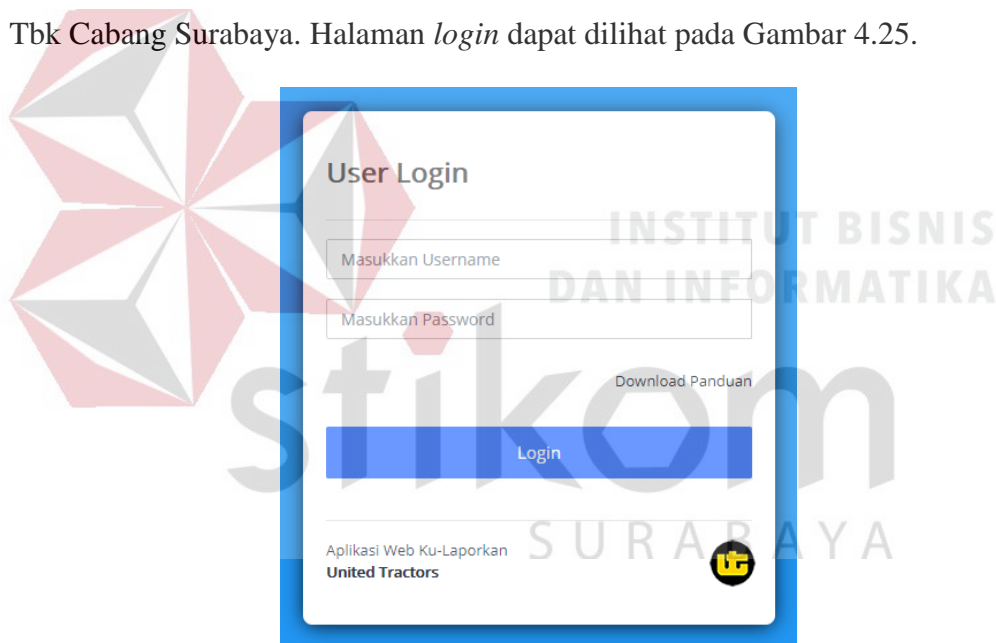 Tbk Cabang Surabaya. Halaman login dapat dilihat pada Gambar 4.25.
User Login
INSTITUT BISNIS
Masukkan Username
DAN INFORMATIKA
Masukkan Password
stikom
Download Panduan
Login
SURABAYA
Aplikasi Web Ku-Laporkan
United Tractors
UT